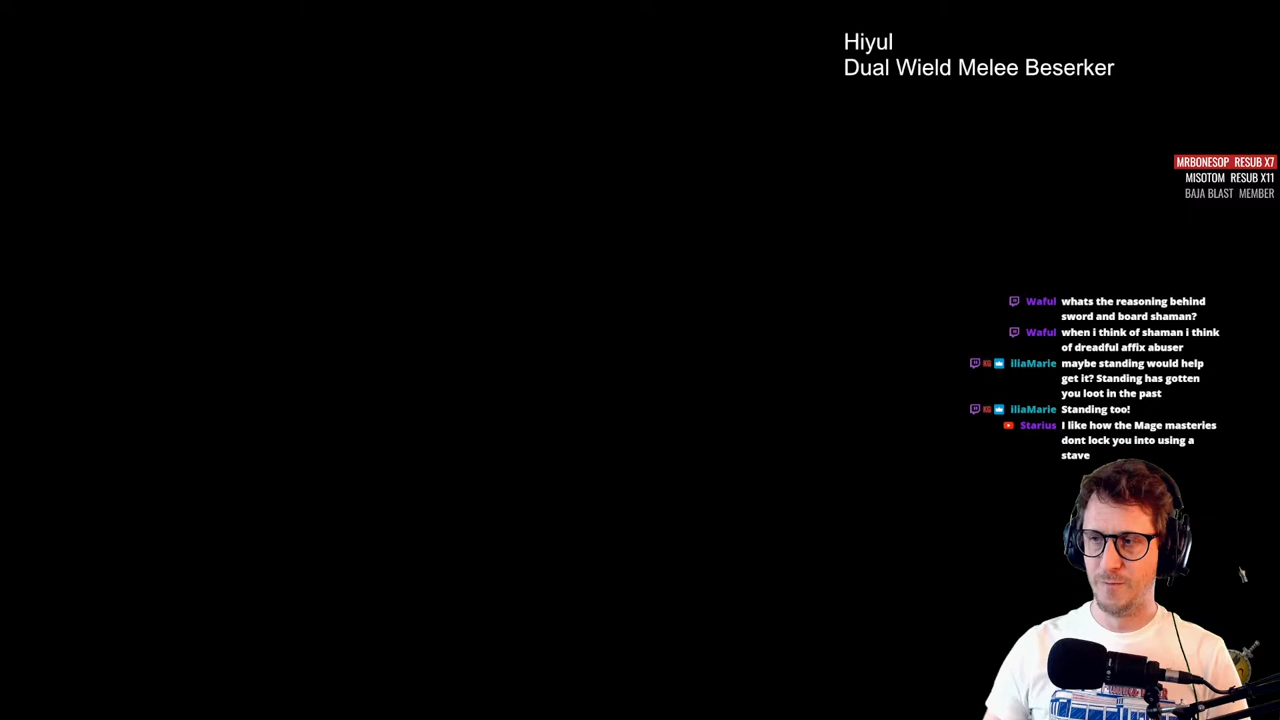 Hiyul
Dual Wield Melee Beserker
MRBONESOP RESUB X7
MISOTOM RESUB X11
BAJA BLAST MEMBER
Waful whats the reasoning behind
sword and board shaman?
Waful when i think of shaman i think
of dreadful affix abuser
KG iliaMarie maybe standing would help
get it? Standing has gotten
you loot in the past
KG iliaMarie Standing too!
Starius I like how the Mage masteries
dont lock you into using a
stave